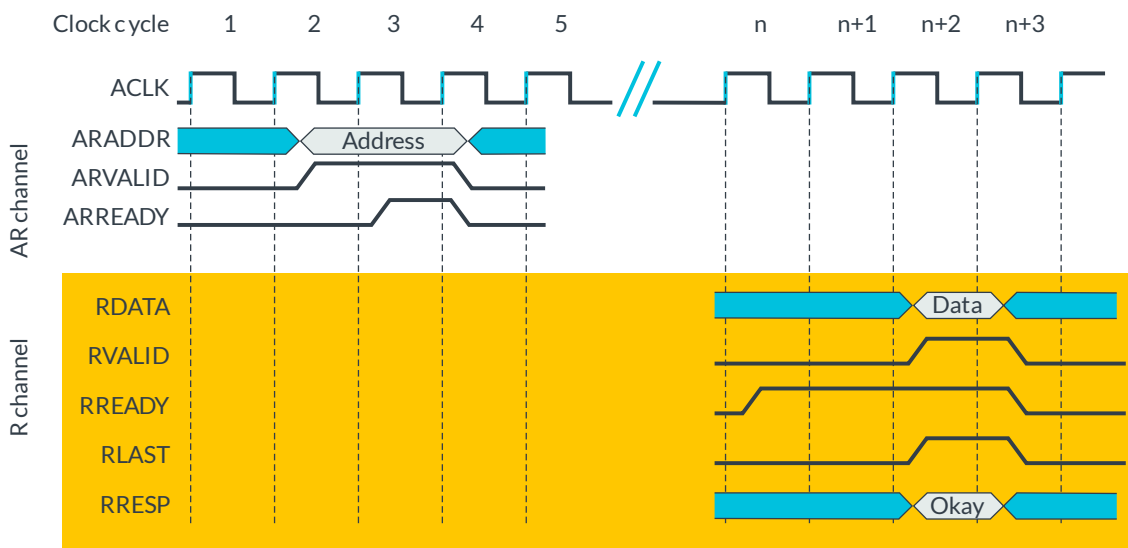 Clock cycle 1 2 3 4 5 n n+1 n+2 n+3
ACLK
AR channel
ARADDR Address
ARVALID
ARREADY
R channel
RDATA Data
RVALID
RREADY
RLAST
RRESP Okay